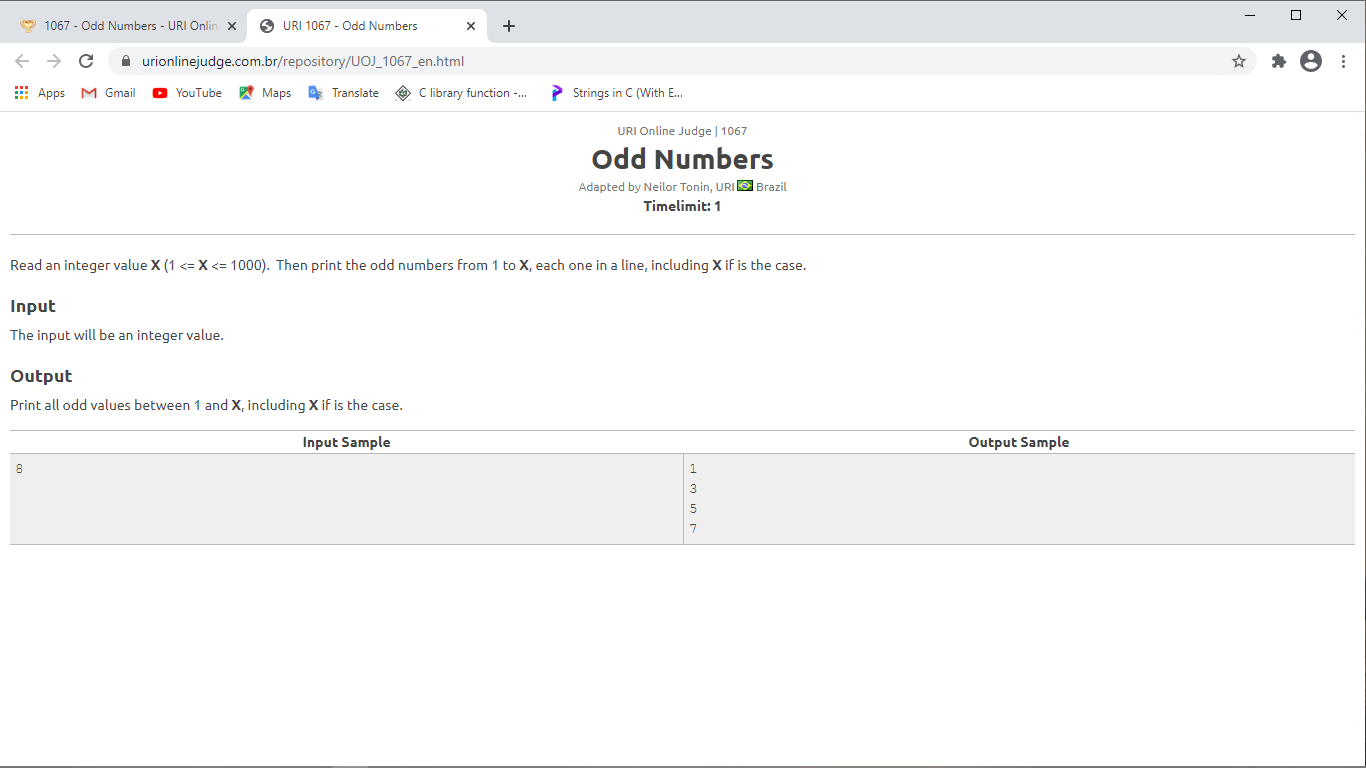 1067 - Odd Numbers - URI Onlin
URI 1067 - Odd Numbers
urionlinejudge.com.br/repository/UOJ_1067_en.html
Apps Gmail YouTube Maps Translate C library function -... Strings in C (With E...
URI Online Judge | 1067
Odd Numbers
Adapted by Neilor Tonin, URI Brazil
Timelimit: 1
Read an integer value X (1 <= X <= 1000).  Then print the odd numbers from 1 to X, each one in a line, including X if is the case.
Input
The input will be an integer value.
Output
Print all odd values between 1 and X, including X if is the case.
Input Sample Output Sample
8 1
3
5
7